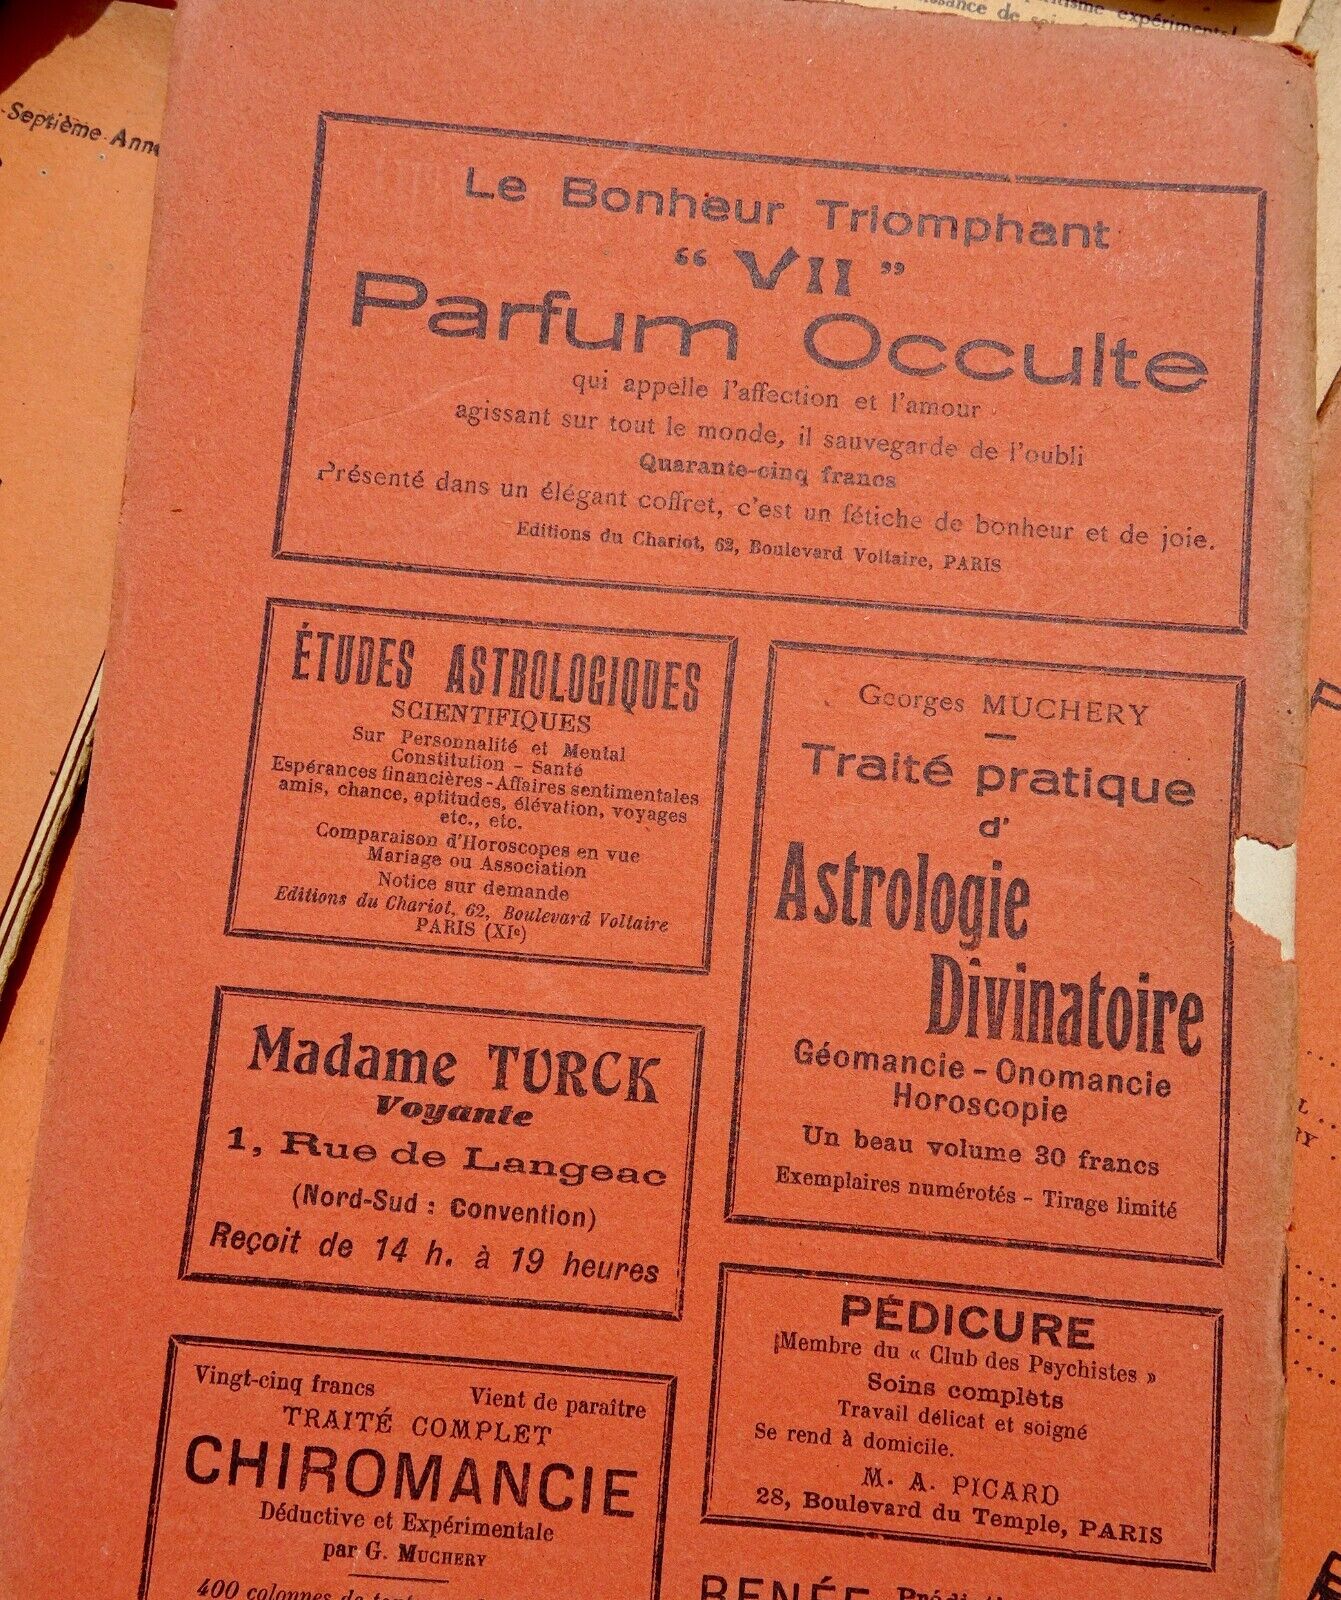 Septième
Le Bonheur Triomphant
“ VII ”
Parfum Occulte
qui appelle l'affection et l'amour
agissant sur tout le monde, il sauvegarde de l'oubli
Quarante-cinq francs
Présenté dans un élégant coffret, c'est un fétiche de bonheur et de joie.
Editions du Chariot, 62, Boulevard Voltaire, PARIS
ÉTUDES ASTROLOGIQUES
SCIENTIFIQUES
Sur Personnalité et Mental
Constitution - Santé
Espérances financières - Affaires sentimentales
amis, chance, aptitudes, élévation, voyages
etc., etc.
Comparaison d'Horoscopes en vue
Mariage ou Association
Notice sur demande
Editions du Chariot, 62, Boulevard Voltaire
PARIS (XIe)
Georges MUCHERY
Traité pratique
d'
Astrologie
Divinatoire
Géomancie - Onomancie
Horoscopie
Un beau volume 30 francs
Exemplaires numérotés - Tirage limité
Madame TURCK
Voyante
1, Rue de Langeac
(Nord-Sud : Convention)
Reçoit de 14 h. à 19 heures
PÉDICURE
Membre du « Club des Psychistes »
Soins complets
Travail délicat et soigné
Se rend à domicile.
M. A. PICARD
28, Boulevard du Temple, PARIS
Vingt-cinq francs Vient de paraître
TRAITÉ COMPLET
CHIROMANCIE
Déductive et Expérimentale
par G. MUCHERY
400 colonnes de
RENÉE